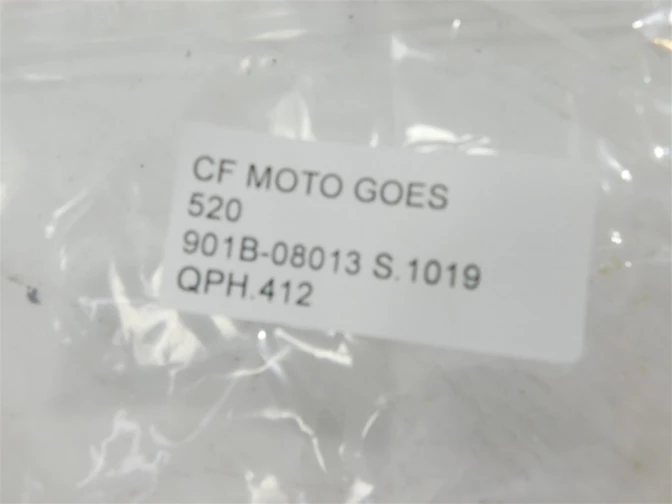 CF MOTO GOES
520
901B-08013 S.1019
QPH.412